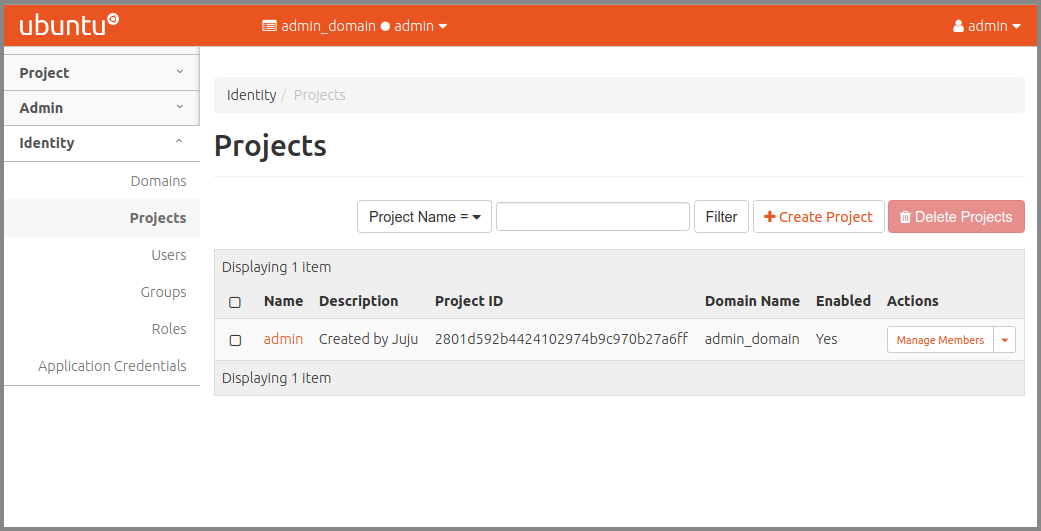 ubuntu
admin_domain ● admin
admin
Project
Admin
Identity
Domains
Projects
Users
Groups
Roles
Application Credentials
Identity / Projects
Projects
Project Name =
Filter
Create Project
Delete Projects
Displaying 1 item
Name Description Project ID Domain Name Enabled Actions
admin Created by Juju 2801d592b4424102974b9c970b27a6ff admin_domain Yes Manage Members
Displaying 1 item